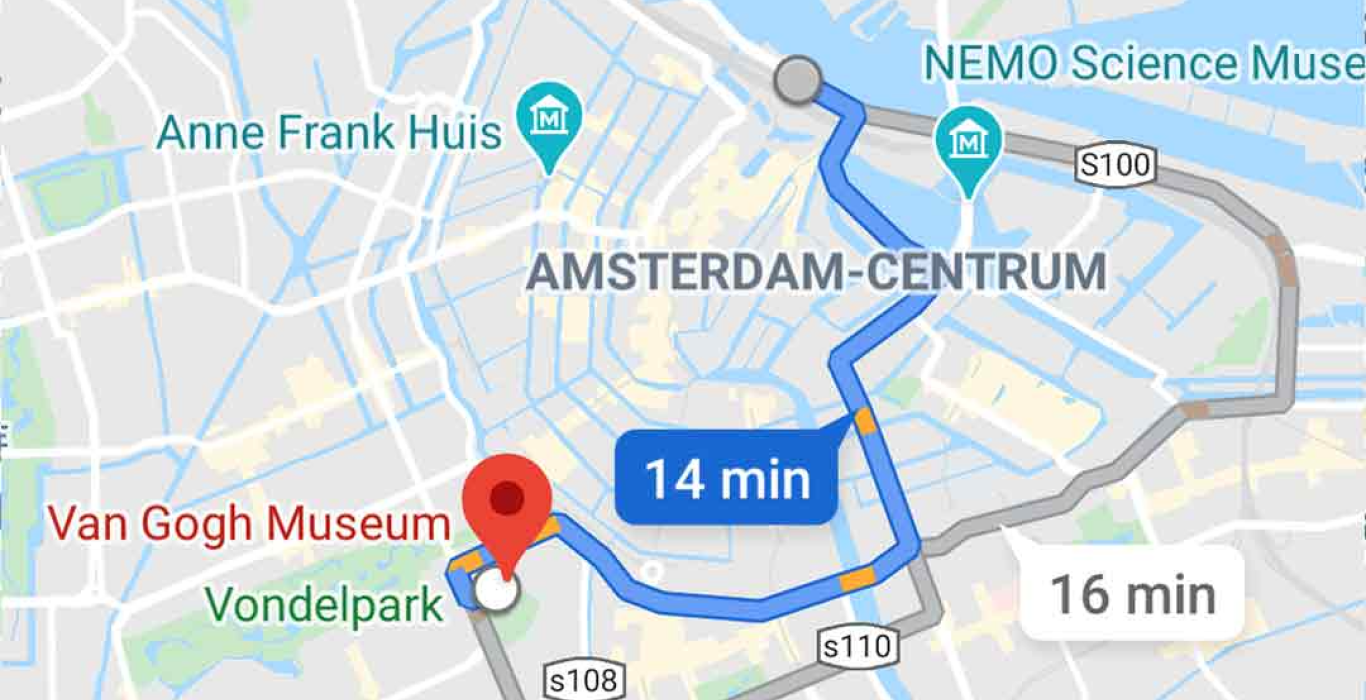 NEMO Science Muse
Anne Frank Huis
S100
AMSTERDAM-CENTRUM
14 min
Van Gogh Museum
Vondelpark
16 min
s110
s108